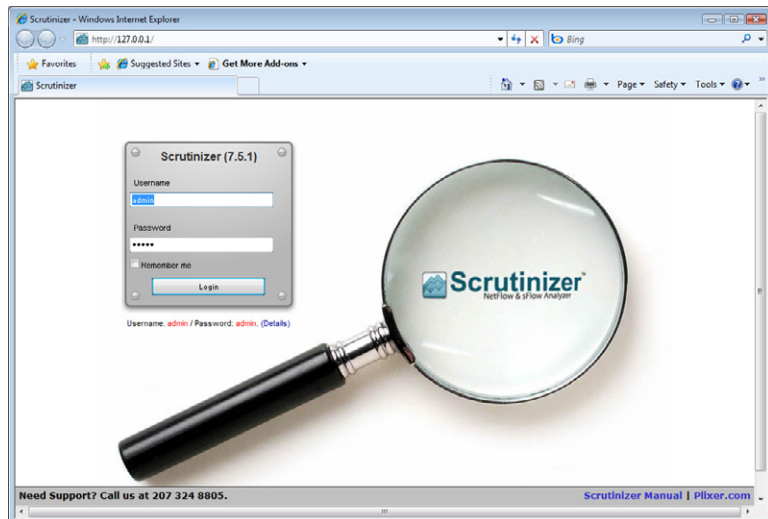 Scrutinizer - Windows Internet Explorer
http://127.0.0.1/
Bing
Favorites Suggested Sites Get More Add-ons
Scrutinizer
Page Safety Tools
Scrutinizer (7.5.1)
Username
admin
Password
•••••
Remember me
Login
Username: admin / Password: admin. (Details)
Scrutinizer™
NetFlow & sFlow Analyzer
Need Support? Call us at 207 324 8805.
Scrutinizer Manual | Plixer.com